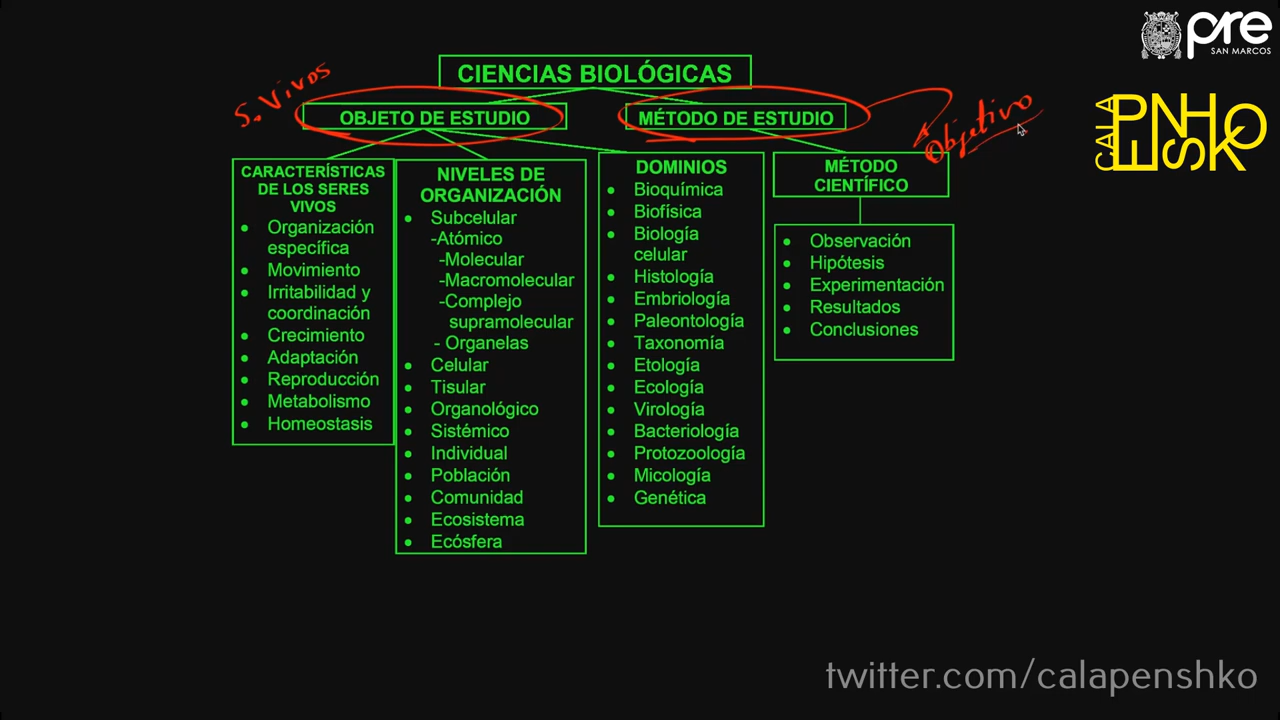 pre
SAN MARCOS
CIENCIAS BIOLÓGICAS
S. Vivos
OBJETO DE ESTUDIO
MÉTODO DE ESTUDIO
Objetivo
CALA
PENSHKO
CARACTERÍSTICAS
DE LOS SERES
VIVOS
• Organización
específica
• Movimiento
• Irritabilidad y
coordinación
• Crecimiento
• Adaptación
• Reproducción
• Metabolismo
• Homeostasis
NIVELES DE
ORGANIZACIÓN
• Subcelular
-Atómico
-Molecular
-Macromolecular
-Complejo
supramolecular
- Organelas
• Celular
• Tisular
• Organológico
• Sistémico
• Individual
• Población
• Comunidad
• Ecosistema
• Ecósfera
DOMINIOS
• Bioquímica
• Biofísica
• Biología
celular
• Histología
• Embriología
• Paleontología
• Taxonomía
• Etología
• Ecología
• Virología
• Bacteriología
• Protozoología
• Micología
• Genética
MÉTODO
CIENTÍFICO
• Observación
• Hipótesis
• Experimentación
• Resultados
• Conclusiones
twitter.com/calapenshko